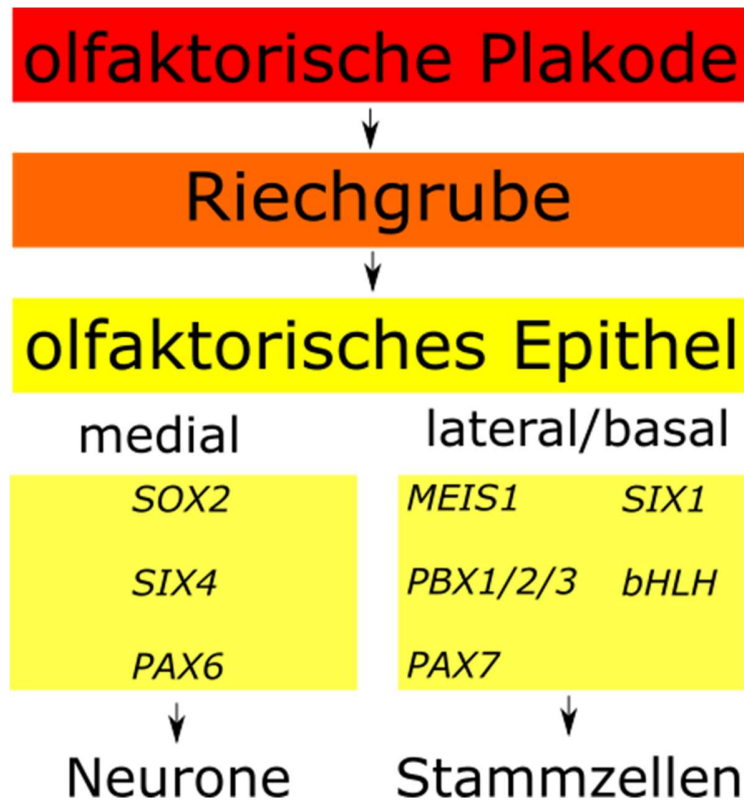 olfaktorische Plakode
Riechgrube
olfaktorisches Epithel
medial
SOX2
SIX4
PAX6
Neurone
lateral/basal
MEIS1 SIX1
PBX1/2/3 bHLH
PAX7
Stammzellen